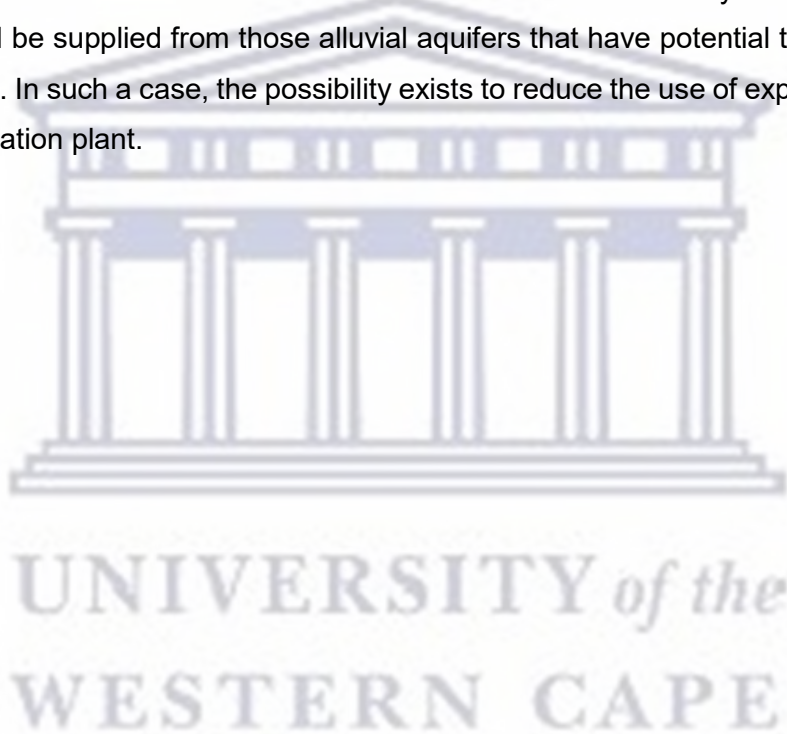 be supplied from those alluvial aquifers that have potential
. In such a case, the possibility exists to reduce the use of
ation plant.
UNIVERSITY of the
WESTERN CAPE